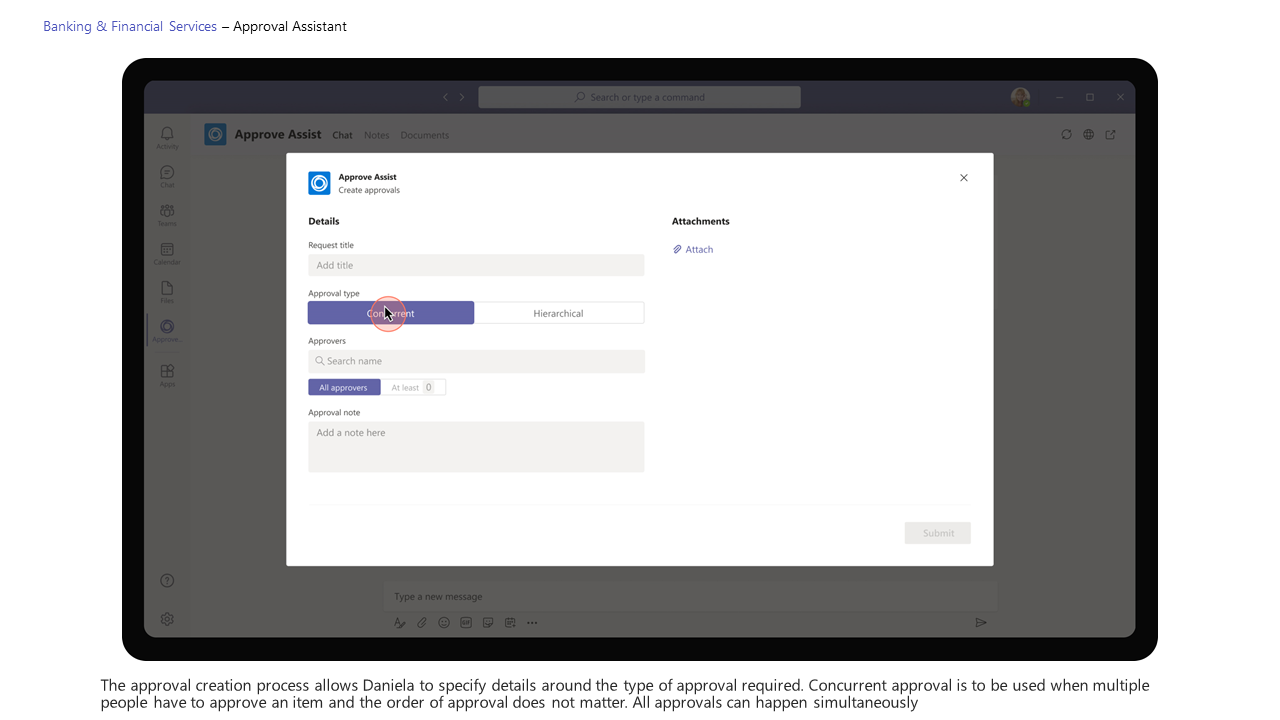 Banking & Financial Services – Approval Assistant
Search or type a command
Activity
Chat
Teams
Calendar
Files
Approve...
Apps
Approve Assist Chat Notes Documents
Approve Assist
Create approvals
Details
Request title
Add title
Approval type
Concurrent Hierarchical
Approvers
Search name
All approvers At least 0
Approval note
Add a note here
Attachments
Attach
Submit
Type a new message
GIF
The approval creation process allows Daniela to specify details around the type of approval required. Concurrent approval is to be used when multiple
people have to approve an item and the order of approval does not matter. All approvals can happen simultaneously